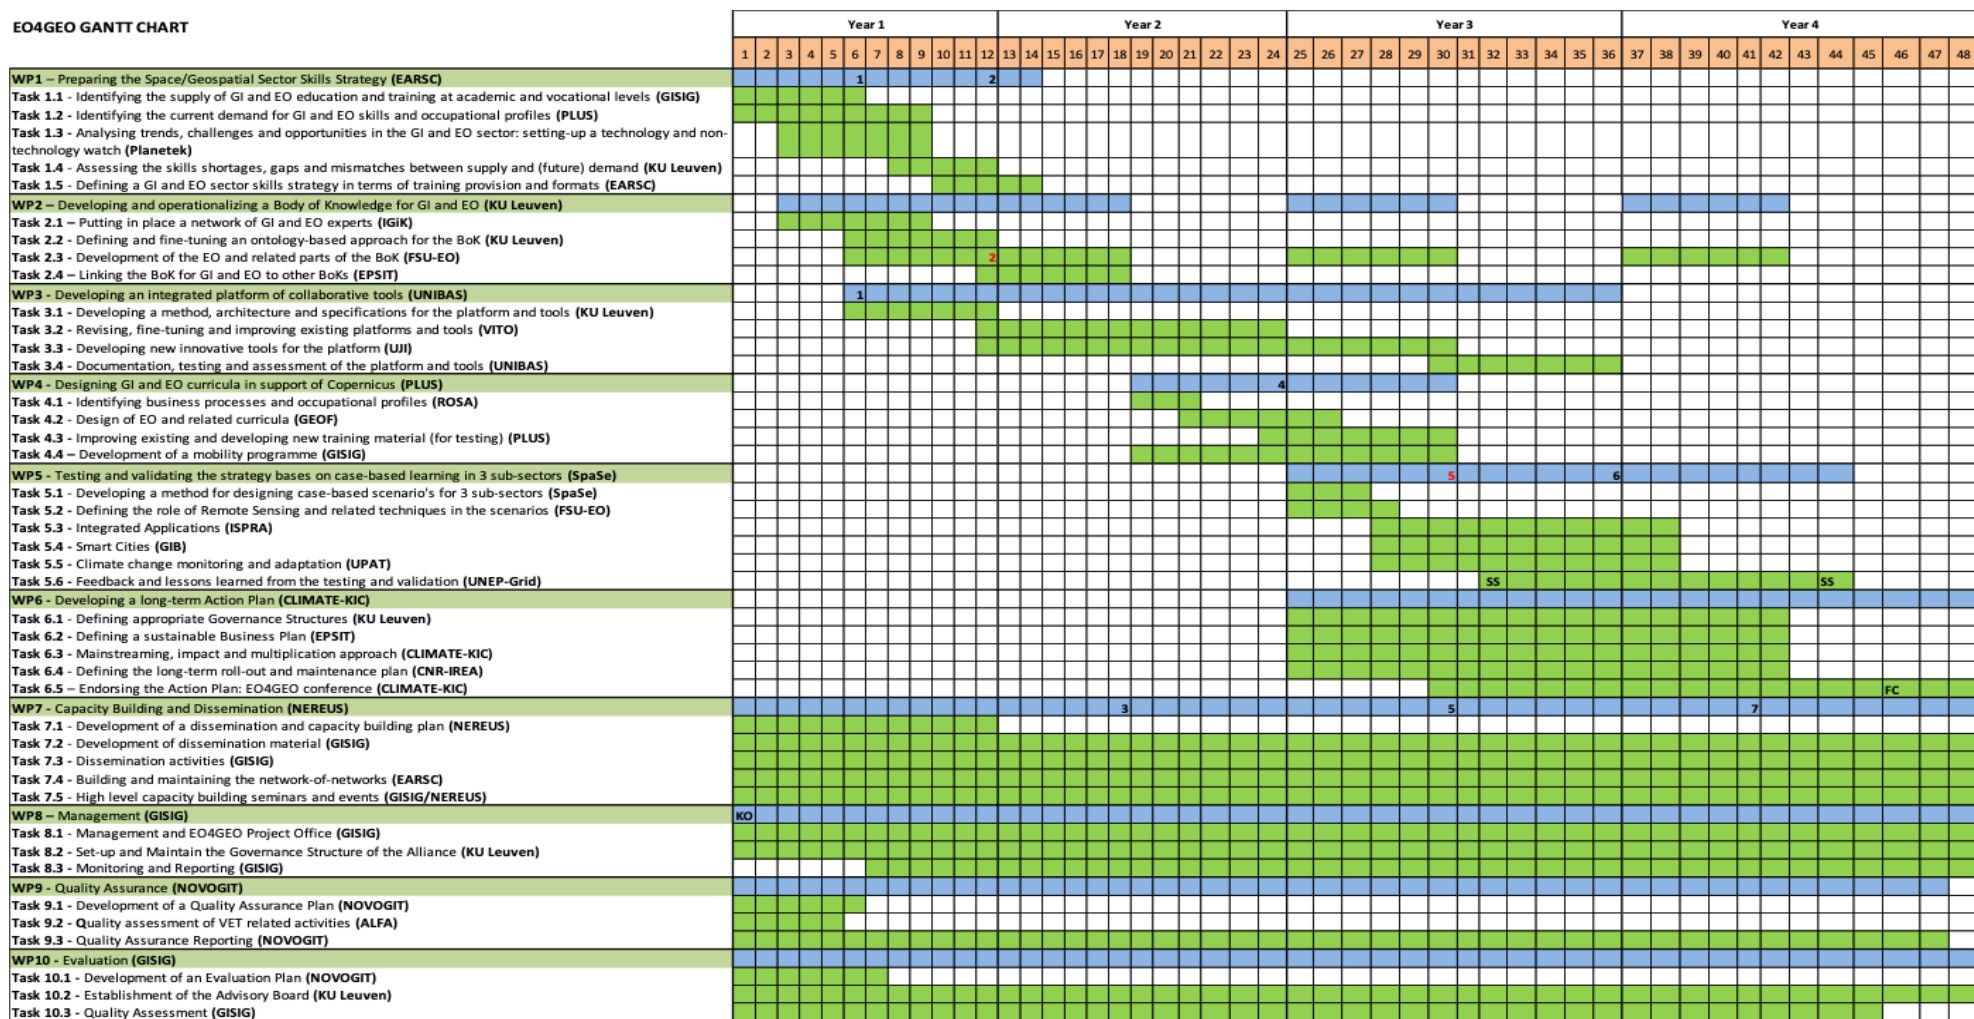 EO4GEO GANTT CHART
Year 1 Year 2 Year 3 Year 4
1 2 3 4 5 6 7 8 9 10 11 12 13 14 15 16 17 18 19 20 21 22 23 24 25 26 27 28 29 30 31 32 33 34 35 36 37 38 39 40 41 42 43 44 45 46 47 48
WP1 – Preparing the Space/Geospatial Sector Skills Strategy (EARSC) 1 2
Task 1.1 - Identifying the supply of GI and EO education and training at academic and vocational levels (GISIG)
Task 1.2 - Identifying the current demand for GI and EO skills and occupational profiles (PLUS)
Task 1.3 - Analysing trends, challenges and opportunities in the GI and EO sector: setting-up a technology and non-
technology watch (Planetek)
Task 1.4 - Assessing the skills shortages, gaps and mismatches between supply and (future) demand (KU Leuven)
Task 1.5 - Defining a GI and EO sector skills strategy in terms of training provision and formats (EARSC)
WP2 – Developing and operationalizing a Body of Knowledge for GI and EO (KU Leuven)
Task 2.1 – Putting in place a network of GI and EO experts (IGiK)
Task 2.2 - Defining and fine-tuning an ontology-based approach for the BoK (KU Leuven)
Task 2.3 - Development of the EO and related parts of the BoK (FSU-EO) 2
Task 2.4 – Linking the BoK for GI and EO to other BoKs (EPSIT)
WP3 - Developing an integrated platform of collaborative tools (UNIBAS) 1
Task 3.1 - Developing a method, architecture and specifications for the platform and tools (KU Leuven)
Task 3.2 - Revising, fine-tuning and improving existing platforms and tools (VITO)
Task 3.3 - Developing new innovative tools for the platform (UJI)
Task 3.4 - Documentation, testing and assessment of the platform and tools (UNIBAS)
WP4 - Designing GI and EO curricula in support of Copernicus (PLUS) 4
Task 4.1 - Identifying business processes and occupational profiles (ROSA)
Task 4.2 - Design of EO and related curricula (GEOF)
Task 4.3 - Improving existing and developing new training material (for testing) (PLUS)
Task 4.4 – Development of a mobility programme (GISIG)
WP5 - Testing and validating the strategy bases on case-based learning in 3 sub-sectors (SpaSe) 5 6
Task 5.1 - Developing a method for designing case-based scenario's for 3 sub-sectors (SpaSe)
Task 5.2 - Defining the role of Remote Sensing and related techniques in the scenarios (FSU-EO)
Task 5.3 - Integrated Applications (ISPRA)
Task 5.4 - Smart Cities (GIB)
Task 5.5 - Climate change monitoring and adaptation (UPAT)
Task 5.6 - Feedback and lessons learned from the testing and validation (UNEP-Grid) SS SS
WP6 - Developing a long-term Action Plan (CLIMATE-KIC)
Task 6.1 - Defining appropriate Governance Structures (KU Leuven)
Task 6.2 - Defining a sustainable Business Plan (EPSIT)
Task 6.3 - Mainstreaming, impact and multiplication approach (CLIMATE-KIC)
Task 6.4 - Defining the long-term roll-out and maintenance plan (CNR-IREA)
Task 6.5 – Endorsing the Action Plan: EO4GEO conference (CLIMATE-KIC) FC
WP7 - Capacity Building and Dissemination (NEREUS) 3 5 7
Task 7.1 - Development of a dissemination and capacity building plan (NEREUS)
Task 7.2 - Development of dissemination material (GISIG)
Task 7.3 - Dissemination activities (GISIG)
Task 7.4 - Building and maintaining the network-of-networks (EARSC)
Task 7.5 - High level capacity building seminars and events (GISIG/NEREUS)
WP8 – Management (GISIG) KO
Task 8.1 - Management and EO4GEO Project Office (GISIG)
Task 8.2 - Set-up and Maintain the Governance Structure of the Alliance (KU Leuven)
Task 8.3 - Monitoring and Reporting (GISIG)
WP9 - Quality Assurance (NOVOGIT)
Task 9.1 - Development of a Quality Assurance Plan (NOVOGIT)
Task 9.2 - Quality assessment of VET related activities (ALFA)
Task 9.3 - Quality Assurance Reporting (NOVOGIT)
WP10 - Evaluation (GISIG)
Task 10.1 - Development of an Evaluation Plan (NOVOGIT)
Task 10.2 - Establishment of the Advisory Board (KU Leuven)
Task 10.3 - Quality Assessment (GISIG)